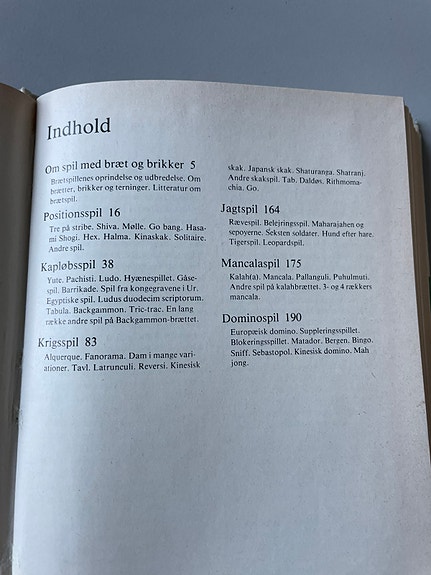 Indhold
Om spil med bræt og brikker 5
Brætspillenes oprindelse og udbredelse. Om
brætter, brikker og terninger. Litteratur om
brætspil.
Positionsspil 16
Tre på stribe. Shiva. Mølle. Go bang. Hasa-
mi Shogi. Hex. Halma. Kinaskak. Solitaire.
Andre spil.
Kapløbsspil 38
Yute. Pachisti. Ludo. Hyænespillet. Gåse-
spil. Barrikade. Spil fra kongegravene i Ur.
Egyptiske spil. Ludus duodecim scriptorum.
Tabula. Backgammon. Tric-trac. En lang
række andre spil på Backgammon-brættet.
Krigsspil 83
Alquerque. Fanorama. Dam i mange vari-
ationer. Tavl. Latrunculi. Reversi. Kinesisk
skak. Japansk skak. Shaturanga. Shatranj.
Andre skakspil. Tab. Daldøs. Rithmoma-
chia. Go.
Jagtspil 164
Rævespil. Belejringsspil. Maharajahen og
sepoyerne. Seksten soldater. Hund efter hare.
Tigerspil. Leopardspil.
Mancalaspil 175
Kalah(a). Mancala. Pallanguli. Puhulmuti.
Andre spil på kalahbrættet. 3- og 4 rækkers
mancala.
Dominospil 190
Europæisk domino. Suppleringsspillet.
Blokeringsspillet. Matador. Bergen. Bingo.
Sniff. Sebastopol. Kinesisk domino. Mah
jong.